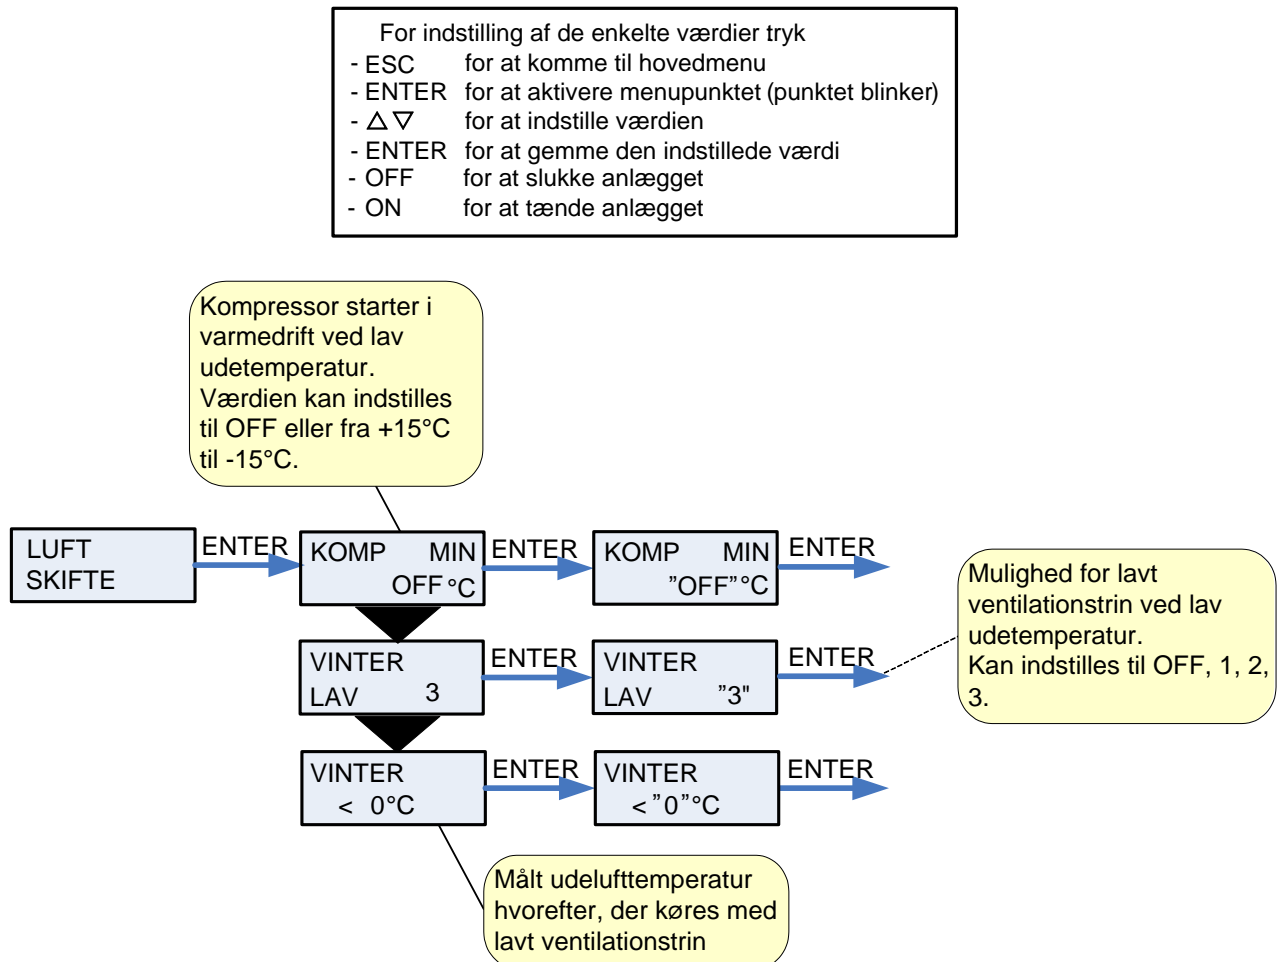 For indstilling af de enkelte værdier tryk
- ESC for at komme til hovedmenu
- ENTER for at aktivere menupunktet (punktet blinker)
- △▽ for at indstille værdien
- ENTER for at gemme den indstillede værdi
- OFF for at slukke anlægget
- ON for at tænde anlægget
Kompressor starter i
varmedrift ved lav
udetemperatur.
Værdien kan indstilles
til OFF eller fra +15°C
til -15°C.
LUFT
SKIFTE
ENTER
KOMP MIN
OFF °C
ENTER
KOMP MIN
”OFF”°C
ENTER
VINTER
LAV 3
ENTER
VINTER
LAV ”3"
ENTER
Mulighed for lavt
ventilationstrin ved lav
udetemperatur.
Kan indstilles til OFF, 1, 2,
3.
VINTER
< 0°C
ENTER
VINTER
< ”0”°C
ENTER
Målt udelufttemperatur
hvorefter, der køres med
lavt ventilationstrin